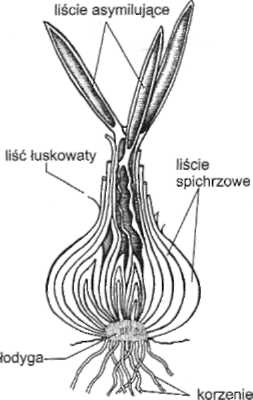 liście asymilujące
liść łuskowaty
liście
spichrzowe
łodyga
korzenie